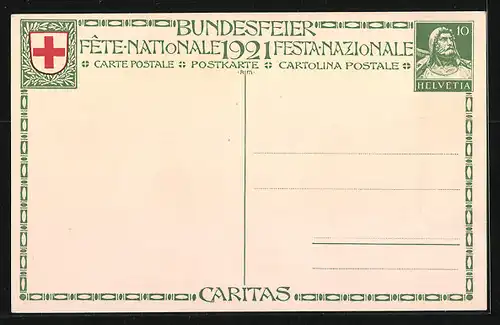 BUNDESFEIER
FÊTE·NATIONALE 1921 FESTA·NAZIONALE
CARTE POSTALE POSTKARTE CARTOLINA POSTALE
10
HELVETIA
CARITAS